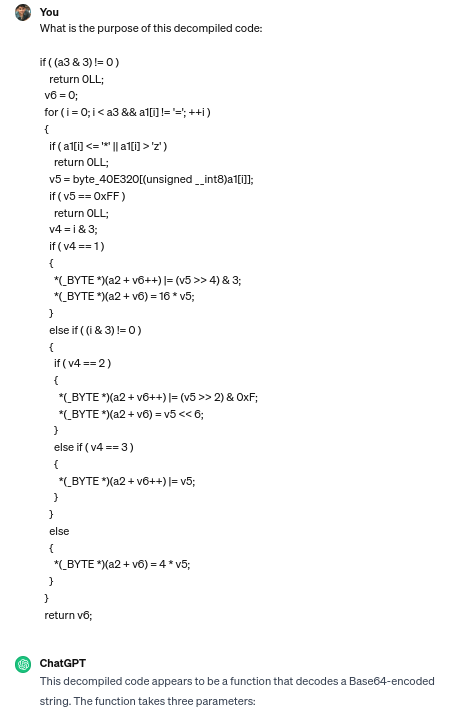 You
What is the purpose of this decompiled code:
if ( (a3 & 3) != 0 )
return 0LL;
v6 = 0;
for ( i = 0; i < a3 && a1[i] != '='; ++i )
{
if ( a1[i] <= '*' || a1[i] > 'z' )
return 0LL;
v5 = byte_40E320[(unsigned __int8)a1[i]];
if ( v5 == 0xFF )
return 0LL;
v4 = i & 3;
if ( v4 == 1 )
{
*(_BYTE *)(a2 + v6++) |= (v5 >> 4) & 3;
*(_BYTE *)(a2 + v6) = 16 * v5;
}
else if ( (i & 3) != 0 )
{
if ( v4 == 2 )
{
*(_BYTE *)(a2 + v6++) |= (v5 >> 2) & 0xF;
*(_BYTE *)(a2 + v6) = v5 << 6;
}
else if ( v4 == 3 )
{
*(_BYTE *)(a2 + v6++) |= v5;
}
}
else
{
*(_BYTE *)(a2 + v6) = 4 * v5;
}
}
return v6;
ChatGPT
This decompiled code appears to be a function that decodes a Base64-encoded
string. The function takes three parameters: